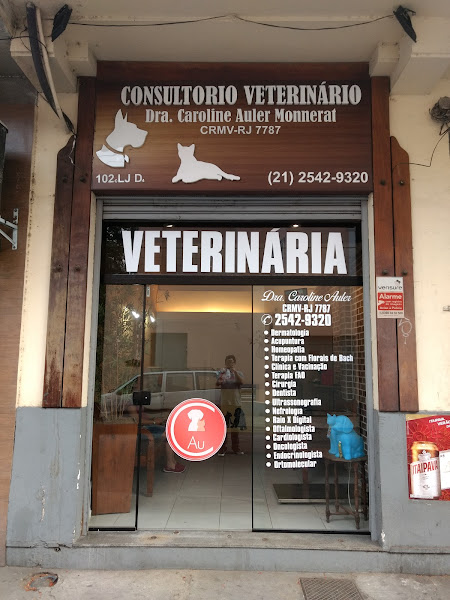 CONSULTORIO VETERINÁRIO
Dra. Caroline Auler Monnerat
CRMV-RJ 7787
102 LJ D.
(21) 2542-9320
VETERINÁRIA
Dra. Caroline Auler
CRMV-RJ 7787
2542-9320
Dermatologia
Acupuntura
Homeopatia
Terapia com Florais de Bach
Clínica e Vacinação
Terapia FAO
Cirurgia
Dentista
Ultrassonografia
Nefrologia
Raio X Digital
Oftalmologista
Cardiologista
Oncologista
Endocrinologista
Ortomolecular
Au
verisure
Alarme
ITAIPAVA